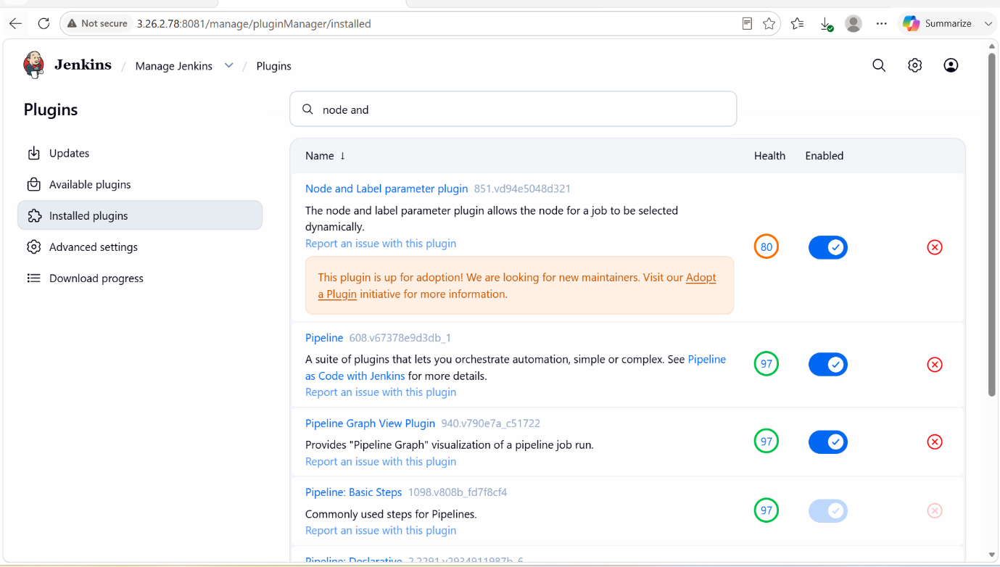 Not secure 3.26.2.78:8081/manage/pluginManager/installed Summarize
Jenkins / Manage Jenkins / Plugins
Plugins
node and
Updates
Available plugins
Installed plugins
Advanced settings
Download progress
Name ↓ Health Enabled
Node and Label parameter plugin 851.vd94e5048d321
The node and label parameter plugin allows the node for a job to be selected
dynamically.
Report an issue with this plugin
80
This plugin is up for adoption! We are looking for new maintainers. Visit our Adopt
a Plugin initiative for more information.
Pipeline 608.v67378e9d3db_1
A suite of plugins that lets you orchestrate automation, simple or complex. See Pipeline
as Code with Jenkins for more details.
97
Report an issue with this plugin
Pipeline Graph View Plugin 940.v790e7a_c51722
Provides "Pipeline Graph" visualization of a pipeline job run.
97
Report an issue with this plugin
Pipeline: Basic Steps 1098.v808b_fd7f8cf4
Commonly used steps for Pipelines.
97
Report an issue with this plugin
Pipeline: Declarative 2.2291.v2934911987b_6